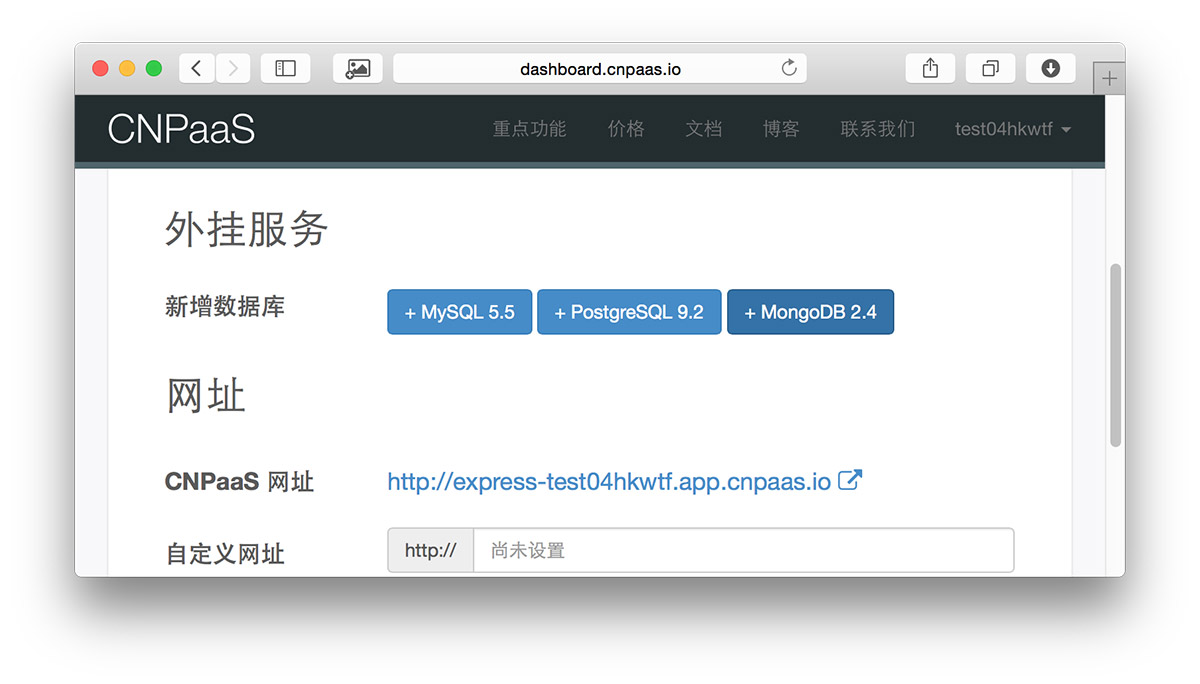 dashboard.cnpaas.io
CNPaaS 重点功能 价格 文档 博客 联系我们 test04hkwtf
外挂服务
新增数据库 + MySQL 5.5 + PostgreSQL 9.2 + MongoDB 2.4
网址
CNPaaS 网址 http://express-test04hkwtf.app.cnpaas.io
自定义网址 http:// 尚未设置